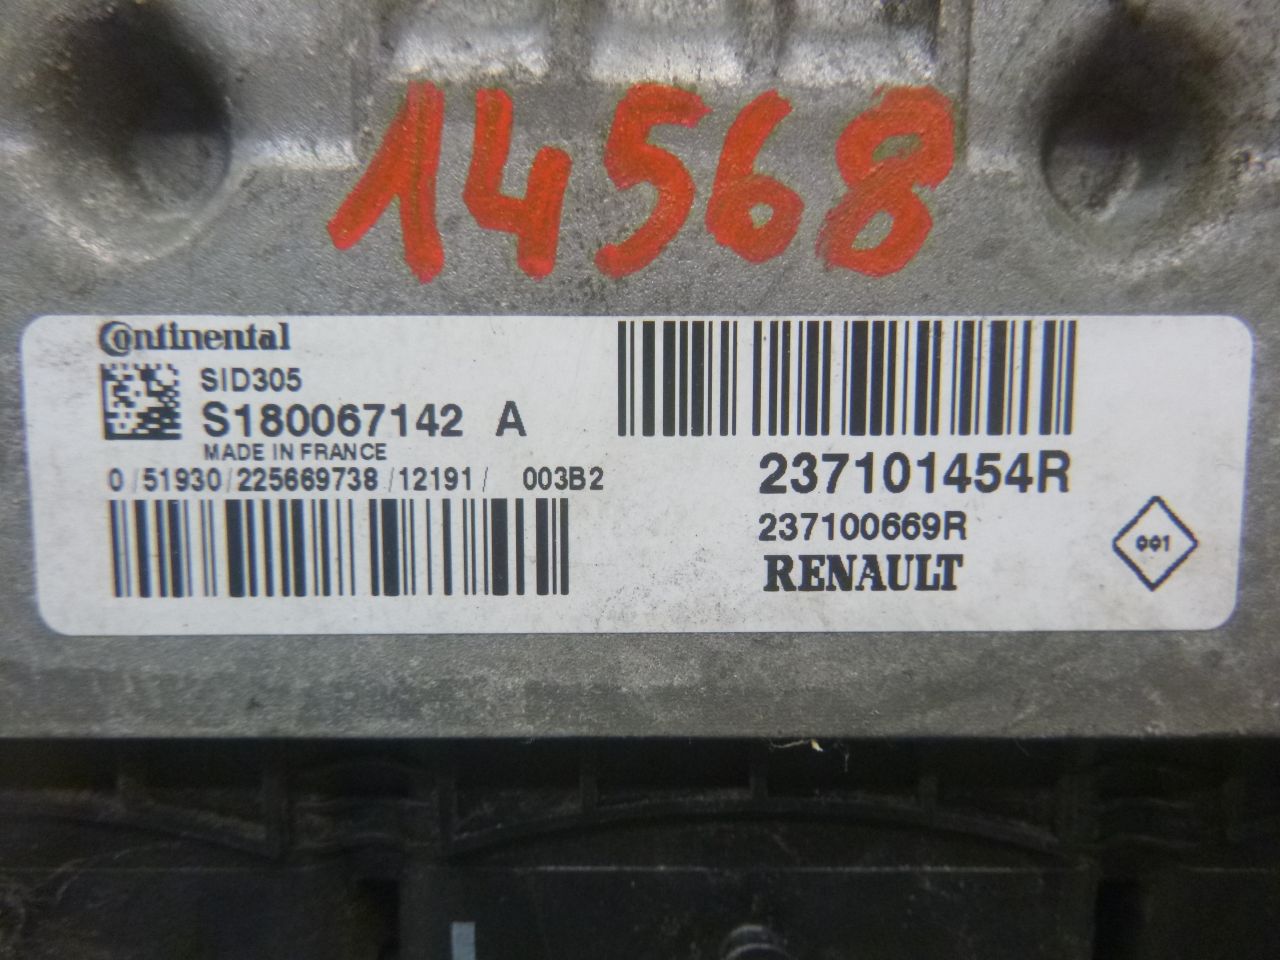 14568
Continental
SID305
S180067142 A
MADE IN FRANCE
0 / 51930 / 225669738 / 12191 / 003B2
237101454R
237100669R
RENAULT
001